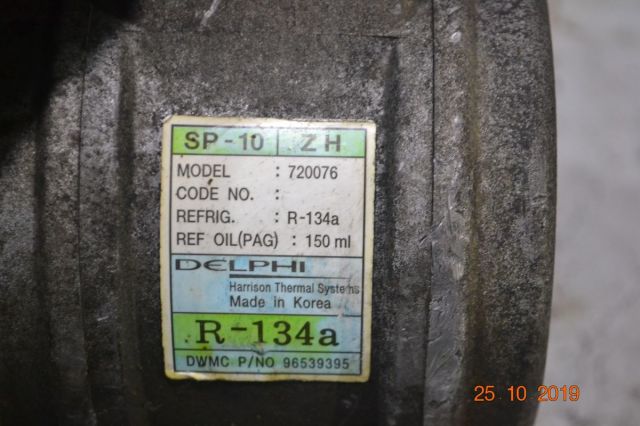 SP-10 ZH
MODEL : 720076
CODE NO. :
REFRIG. : R-134a
REF OIL(PAG) : 150 ml
DELPHI
Harrison Thermal Systems
Made in Korea
R-134a
DWMC P/NO 96539395
25 10 2019